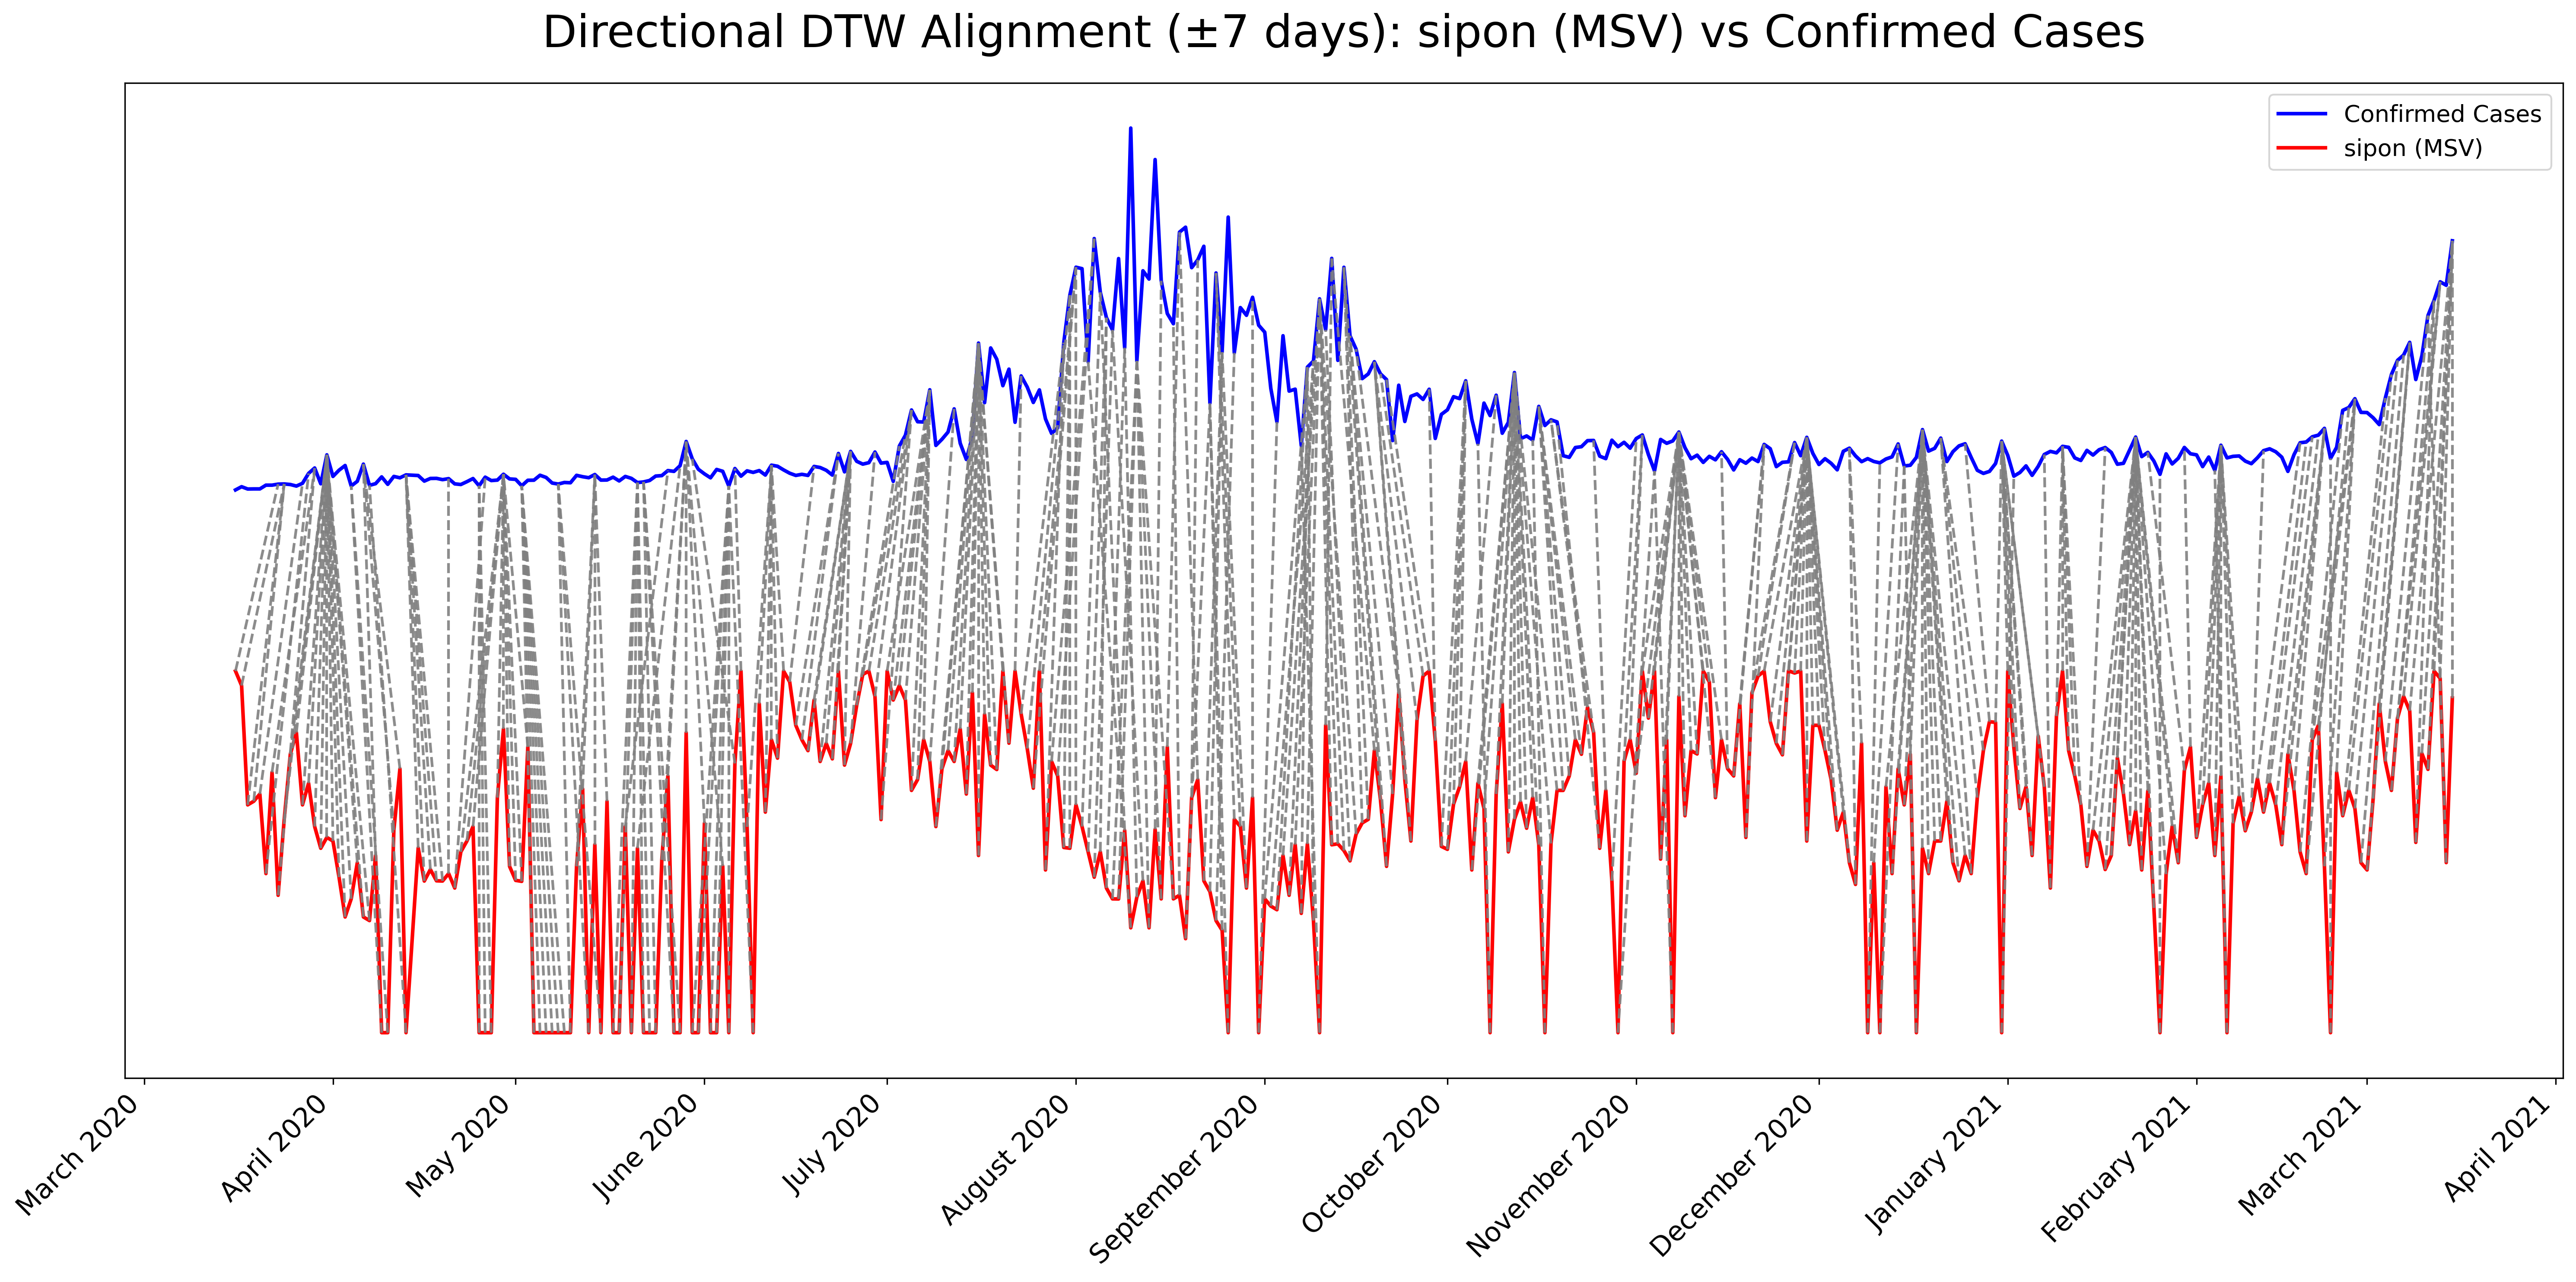 Directional DTW Alignment (±7 days): sipon (MSV) vs Confirmed Cases
Confirmed Cases
sipon (MSV)
March 2020
April 2020
May 2020
June 2020
July 2020
August 2020
September 2020
October 2020
November 2020
December 2020
January 2021
February 2021
March 2021
April 2021